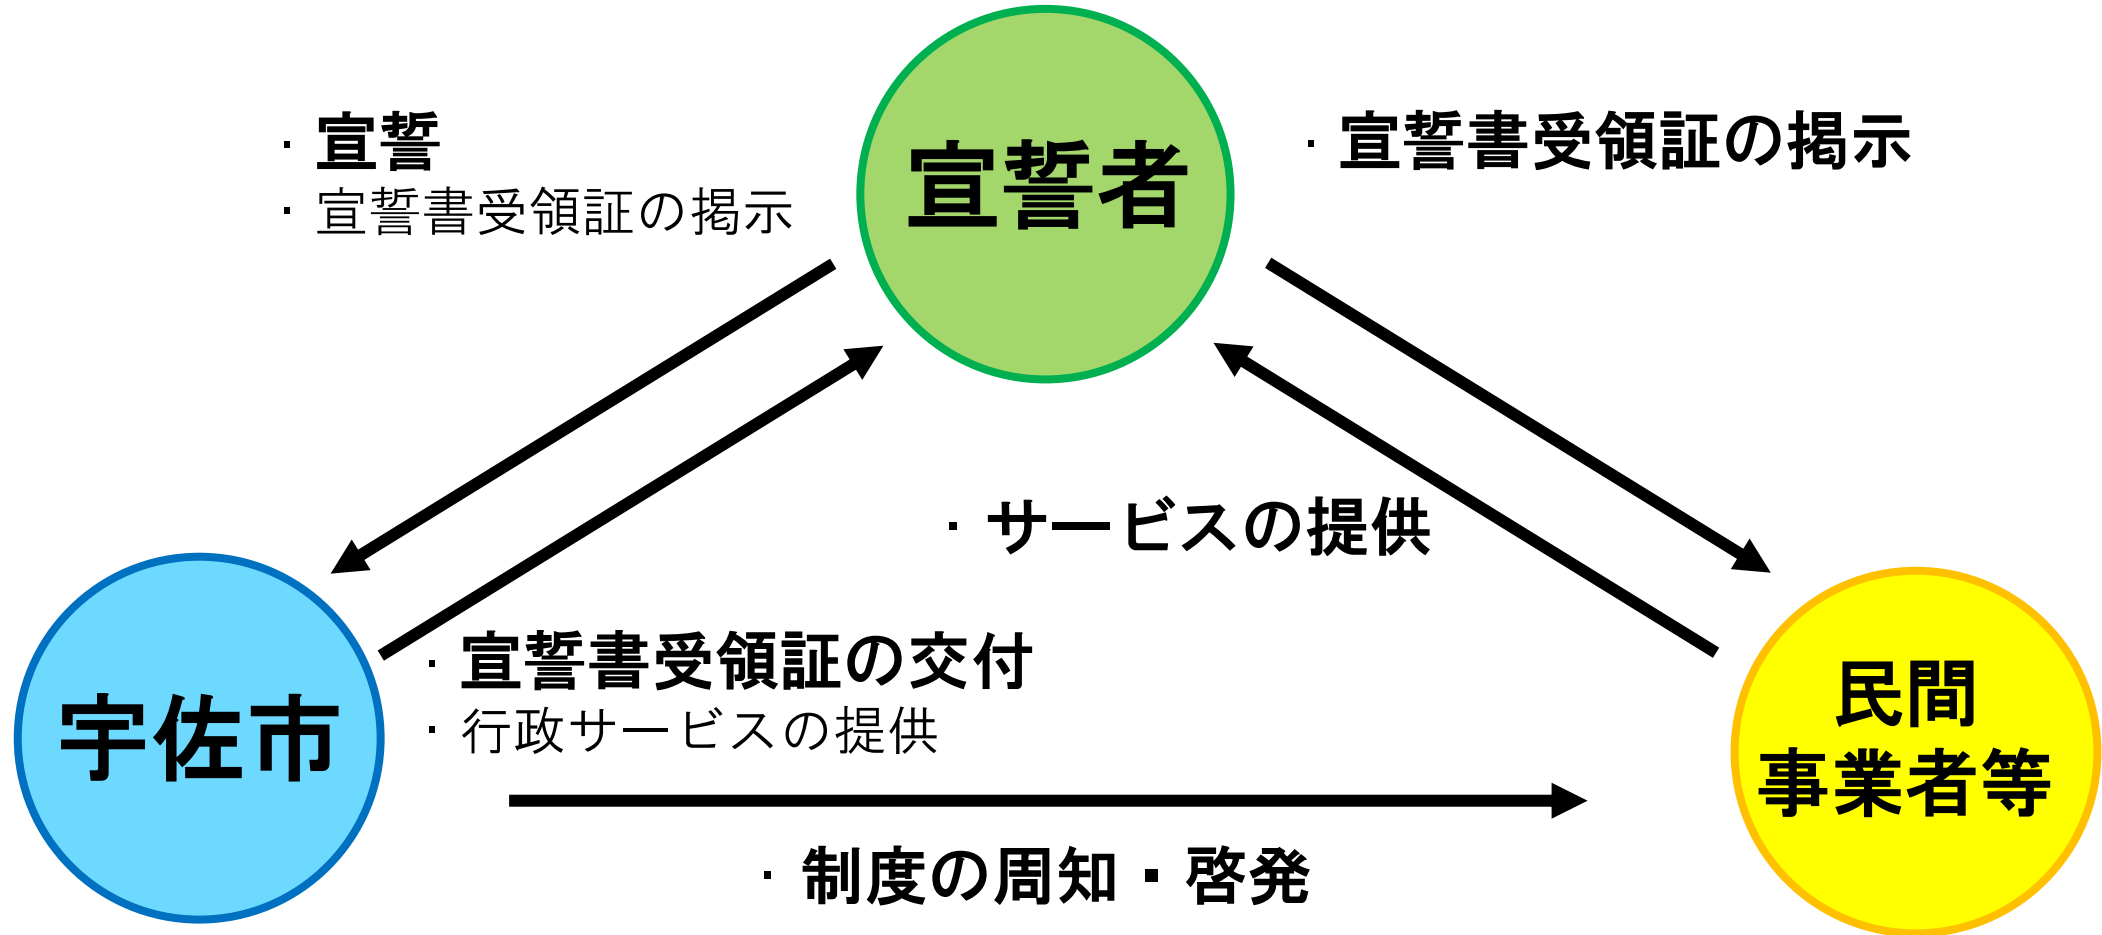 宣誓者
・宣誓
・宣誓書受領証の掲示
・宣誓書受領証の掲示
・サービスの提供
・宣誓書受領証の交付
・行政サービスの提供
宇佐市
民間
事業者等
・制度の周知・啓発